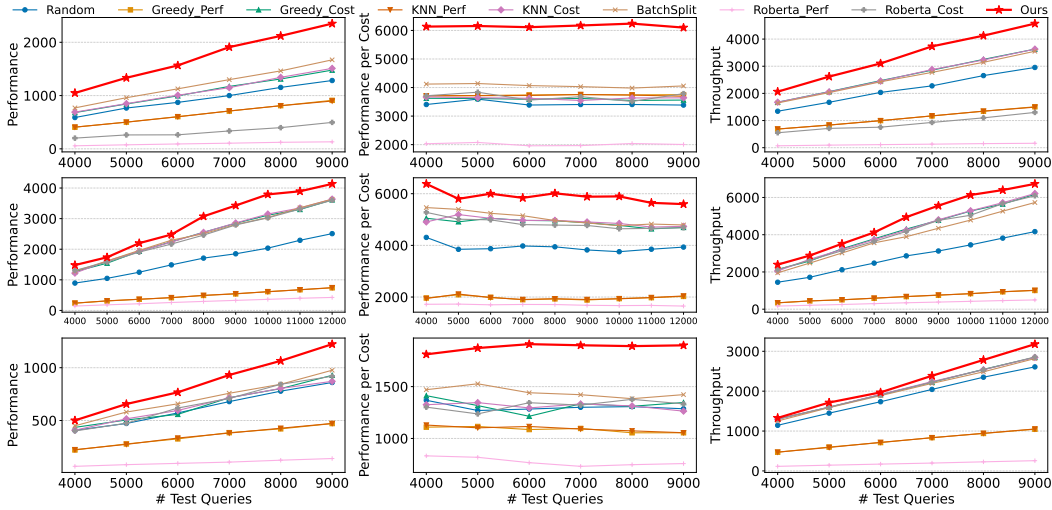 Random Greedy_Perf Greedy_Cost KNN_Perf KNN_Cost BatchSplit Roberta_Perf Roberta_Cost Ours
Performance
2000
1000
0
4000 5000 6000 7000 8000 9000
Performance per Cost
6000
5000
4000
3000
2000
4000 5000 6000 7000 8000 9000
Throughput
4000
3000
2000
1000
0
4000 5000 6000 7000 8000 9000
Performance
4000
3000
2000
1000
0
4000 5000 6000 7000 8000 9000 10000 11000 12000
Performance per Cost
6000
4000
2000
4000 5000 6000 7000 8000 9000 10000 11000 12000
Throughput
6000
4000
2000
0
4000 5000 6000 7000 8000 9000 10000 11000 12000
Performance
1000
500
4000 5000 6000 7000 8000 9000
# Test Queries
Performance per Cost
1500
1000
4000 5000 6000 7000 8000 9000
# Test Queries
Throughput
3000
2000
1000
0
4000 5000 6000 7000 8000 9000
# Test Queries